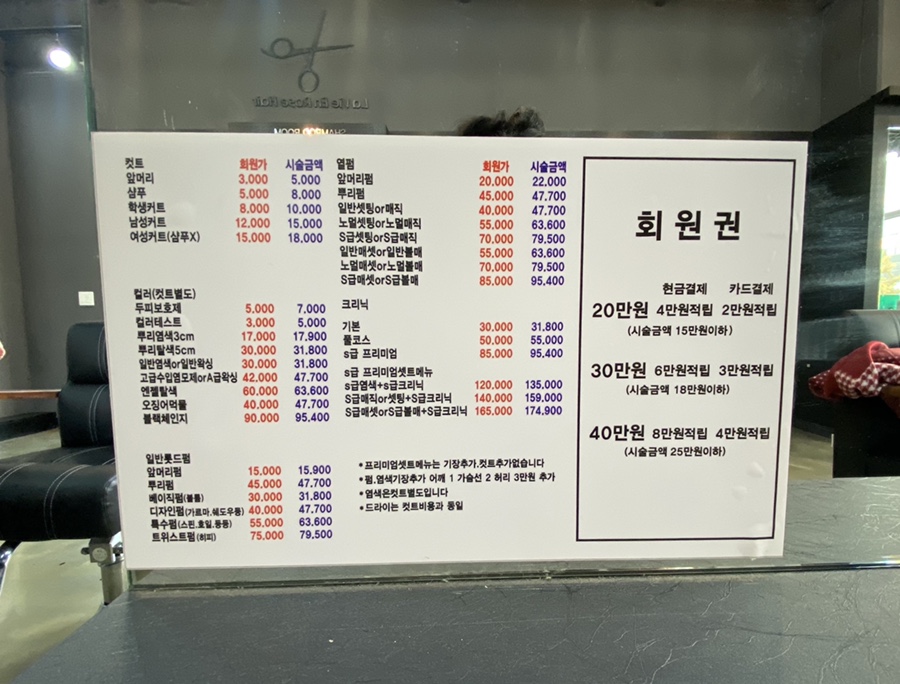 컷트 회원가 시술금액
앞머리 3.000 5.000
샴푸 5.000 8.000
학생커트 8.000 10.000
남성커트 12.000 15.000
여성커트(샴푸X) 15.000 18.000
컬러(컷트별도)
두피보호제 5.000 7.000
컬러테스트 3.000 5.000
뿌리염색3cm 17.000 17.900
뿌리탈색5cm 30.000 31.800
일반염색or일반왁싱 30.000 31.800
고급수입염모제orA급왁싱 42.000 47.700
엔젤탈색 60.000 63.600
오징어먹물 40.000 47.700
블랙체인지 90.000 95.400
일반롯드펌
앞머리펌 15.000 15.900
뿌리펌 45.000 47.700
베이직펌(볼륨) 30.000 31.800
디자인펌(가르마.쉐도우등) 40.000 47.700
특수펌(스핀.호일.등등) 55.000 63.600
트위스트펌(히피) 75.000 79.500
열펌 회원가 시술금액
앞머리펌 20.000 22.000
뿌리펌 45.000 47.700
일반셋팅or매직 40.000 47.700
노멀셋팅or노멀매직 55.000 63.600
S급셋팅orS급매직 70.000 79.500
일반매셋or일반볼매 55.000 63.600
노멀매셋or노멀볼매 70.000 79.500
S급매셋orS급볼매 85.000 95.400
크리닉
기본 30.000 31.800
풀코스 50.000 55.000
s급 프리미엄 85.000 95.400
s급 프리미엄셋트메뉴
s급염색+s급크리닉 120.000 135.000
S급매직or셋팅+S급크리닉 140.000 159.000
S급매셋orS급볼매+S급크리닉 165.000 174.900
*프리미엄셋트메뉴는 기장추가.컷트추가없습니다
*펌.염색기장추가 어깨 1 가슴선 2 허리 3만원 추가
*염색은컷트별도입니다
*드라이는 컷트비용과 동일
회 원 권
현금결제 카드결제
20만원 4만원적립 2만원적립
(시술금액 15만원이하)
30만원 6만원적립 3만원적립
(시술금액 18만원이하)
40만원 8만원적립 4만원적립
(시술금액 25만원이하)